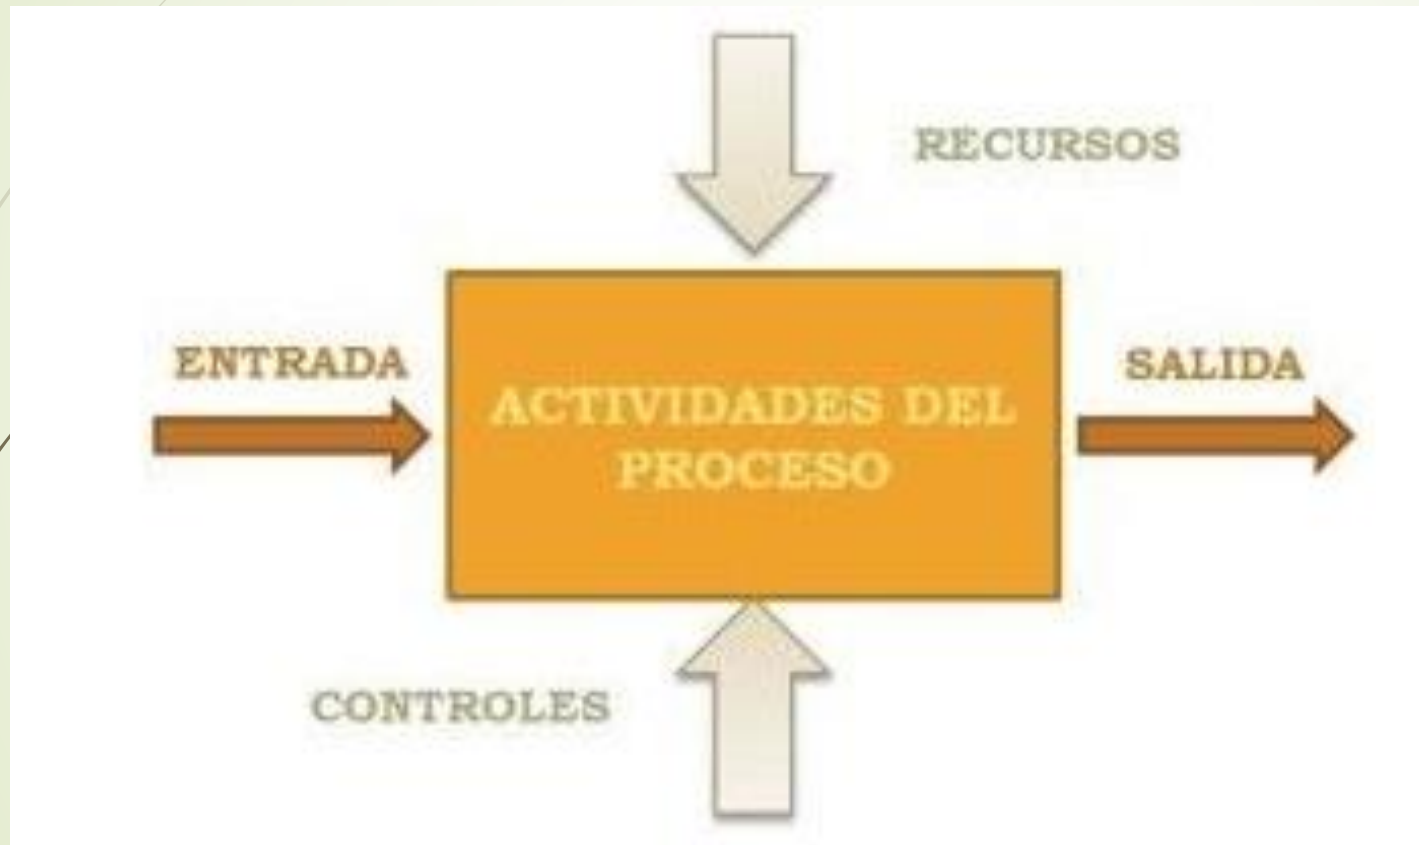 RECURSOS
ENTRADA
SALIDA
ACTIVIDADES DEL
PROCESO
CONTROLES